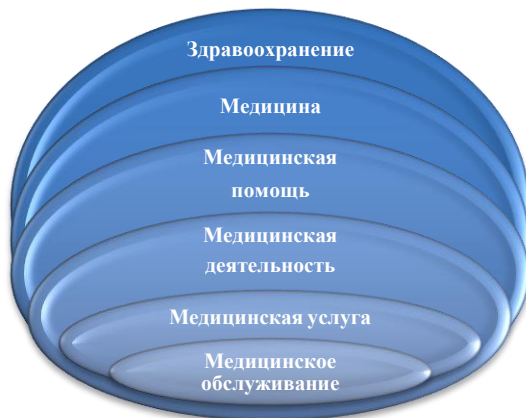 Здравоохранение
Медицина
Медицинская
помощь
Медицинская
деятельность
Медицинская услуга
Медицинское
обслуживание